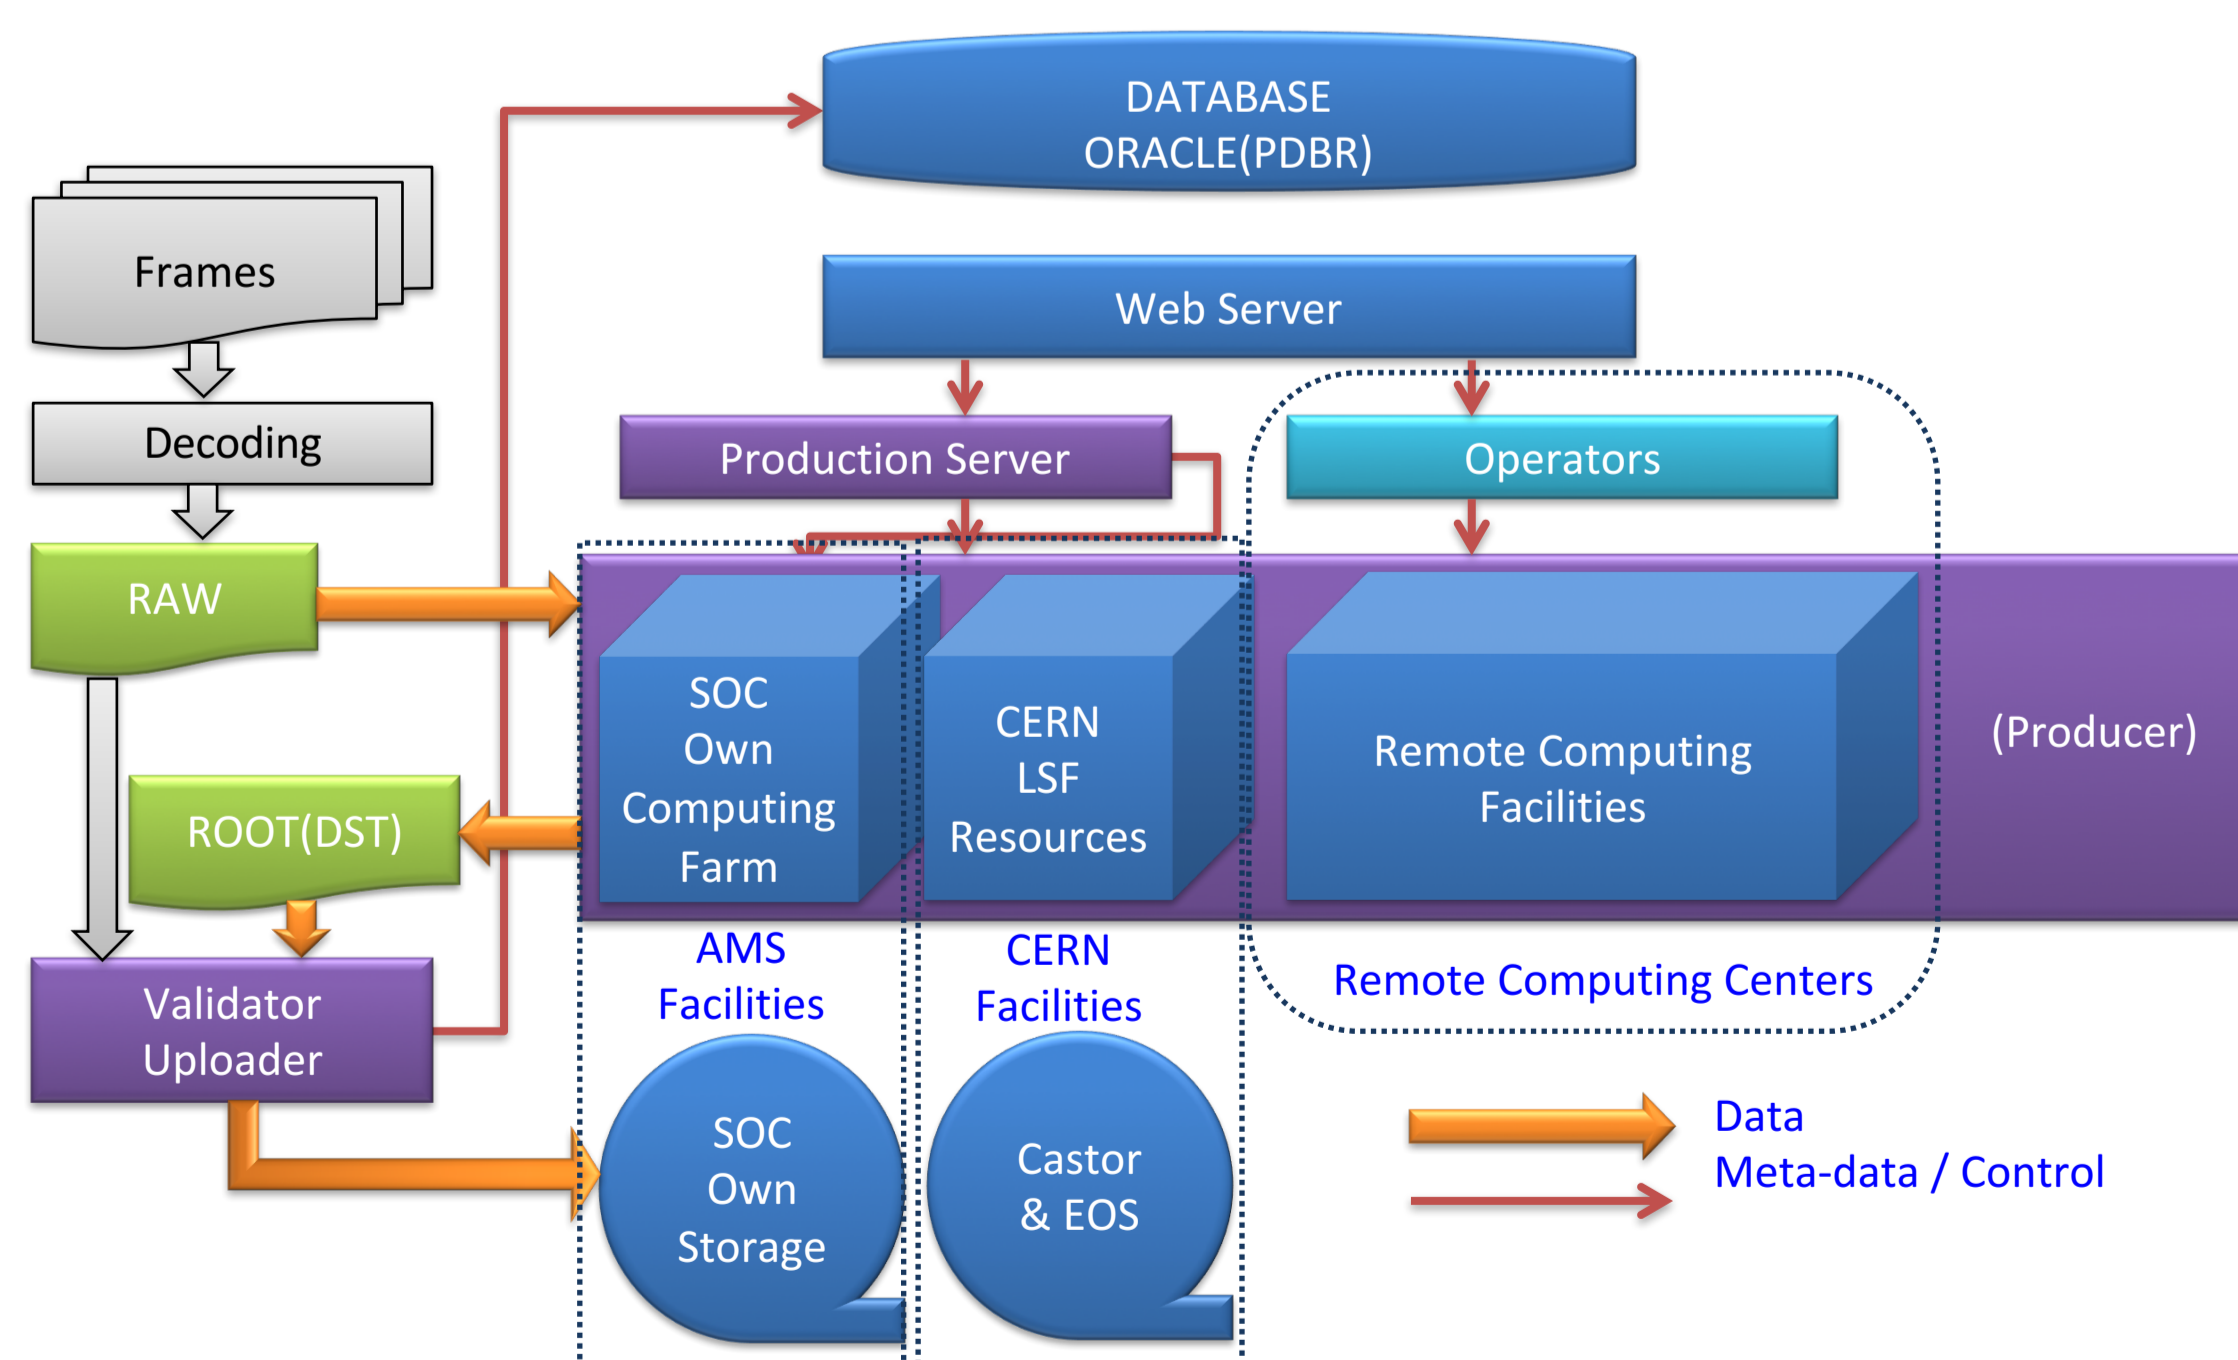 DATABASE
ORACLE(PDBR)
Frames
Web Server
Decoding
Production Server
Operators
RAW
SOC
Own
Computing
Farm
CERN
LSF
Resources
Remote Computing
Facilities
(Producer)
ROOT(DST)
AMS
Facilities
CERN
Facilities
Remote Computing Centers
Validator
Uploader
SOC
Own
Storage
Castor
& EOS
Data
Meta-data / Control